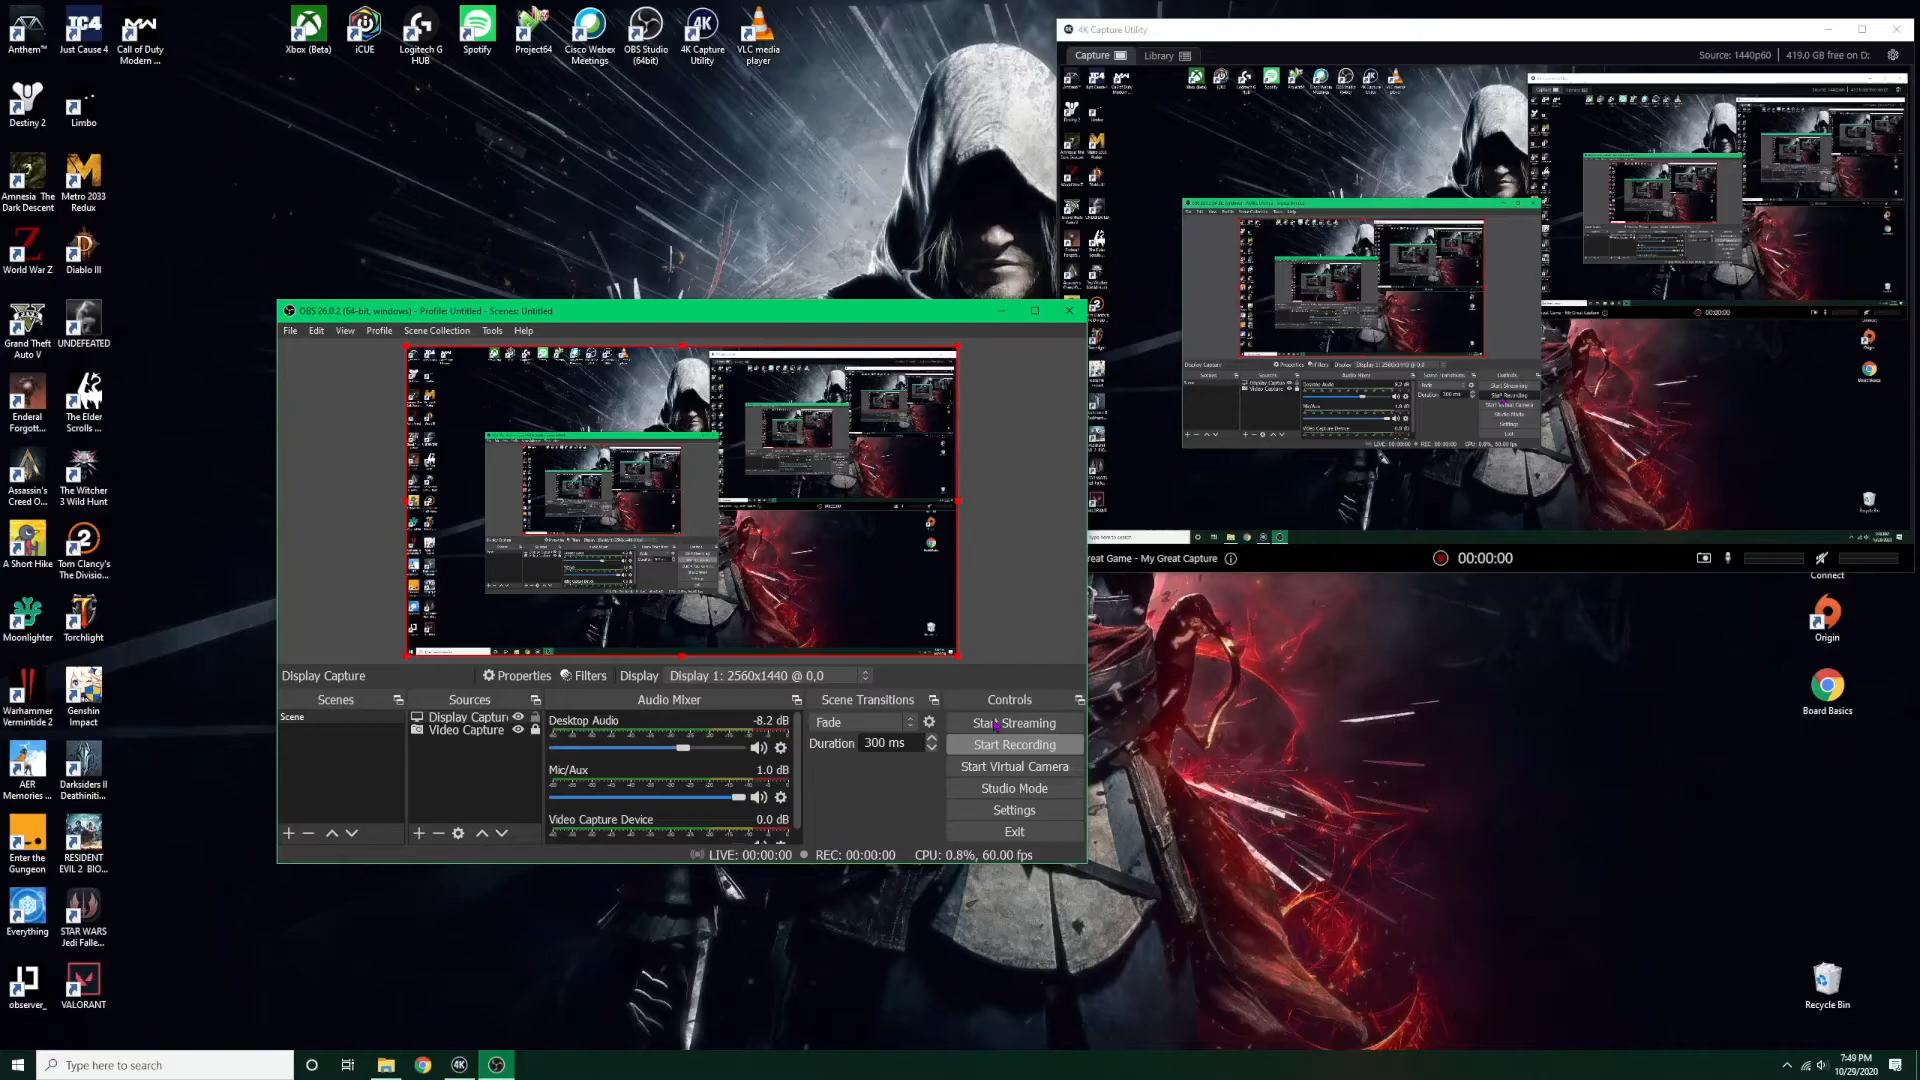 Anthem™
Just Cause 4
Call of Duty
Modern ...
Xbox (Beta)
iCUE
Logitech G
HUB
Spotify
Project64
Cisco Webex
Meetings
OBS Studio
(64bit)
4K Capture
Utility
VLC media
player
Destiny 2
Limbo
Amnesia The
Dark Descent
Metro 2033
Redux
World War Z
Diablo III
Grand Theft
Auto V
UNDEFEATED
Enderal
Forgott...
The Elder
Scrolls ...
Assassin's
Creed O...
The Witcher
3 Wild Hunt
A Short Hike
Tom Clancy's
The Divisio...
Moonlighter
Torchlight
Warhammer
Vermintide 2
Genshin
Impact
AER
Memories ...
Darksiders II
Deathiniti...
Enter the
Gungeon
RESIDENT
EVIL 2 BIO...
Everything
STAR WARS
Jedi Falle...
observer_
VALORANT
4K Capture Utility
Capture
Library
Source: 1440p60
419.0 GB free on D:
reat Game - My Great Capture
00:00:00
Connect
Origin
Board Basics
Recycle Bin
OBS 26.0.2 (64-bit, windows) - Profile: Untitled - Scenes: Untitled
File Edit View Profile Scene Collection Tools Help
Display Capture
Properties
Filters
Display
Display 1: 2560x1440 @ 0,0
Scenes
Sources
Audio Mixer
Scene Transitions
Controls
Scene
Display Captur
Video Capture
Desktop Audio
-8.2 dB
Mic/Aux
1.0 dB
Video Capture Device
0.0 dB
Fade
Duration
300 ms
Start Streaming
Start Recording
Start Virtual Camera
Studio Mode
Settings
Exit
LIVE: 00:00:00
REC: 00:00:00
CPU: 0.8%, 60.00 fps
Type here to search
7:49 PM
10/29/2020